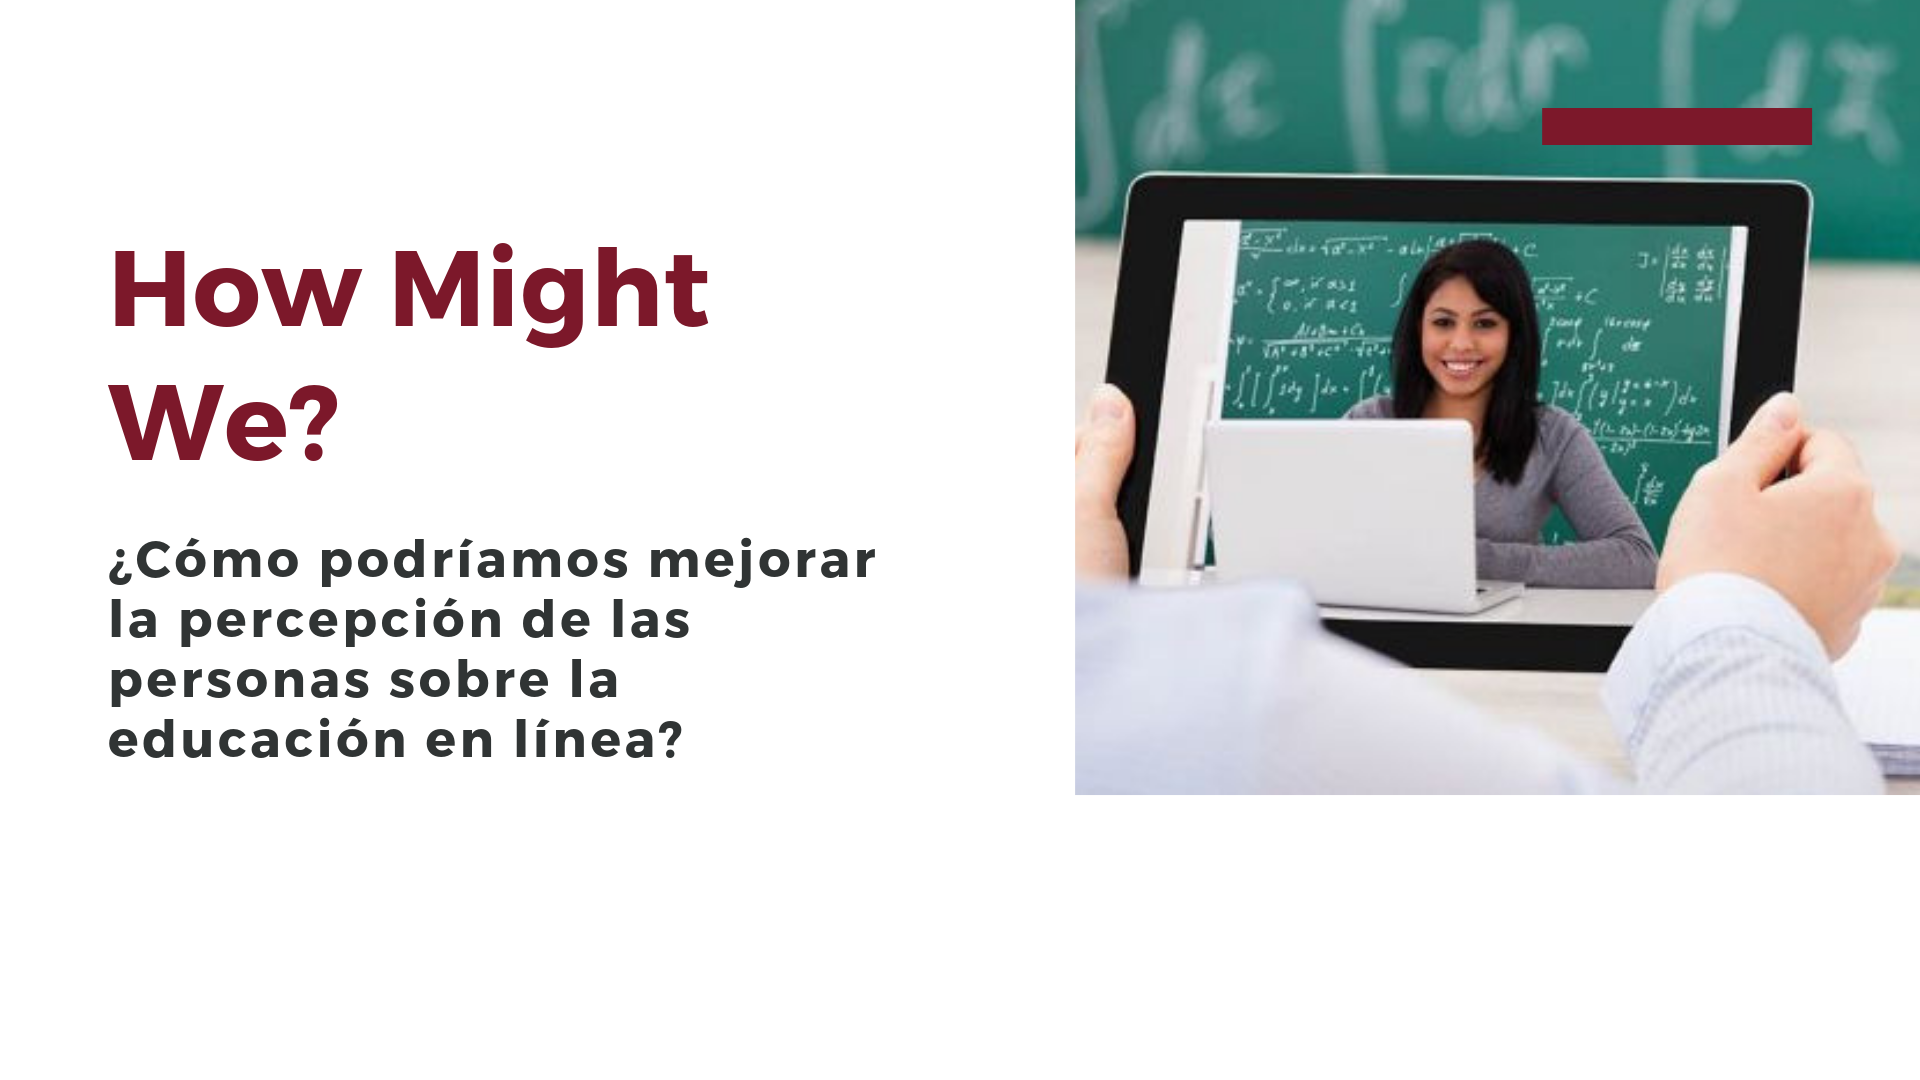 How Might
We?
¿Cómo podríamos mejorar
la percepción de las
personas sobre la
educación en línea?